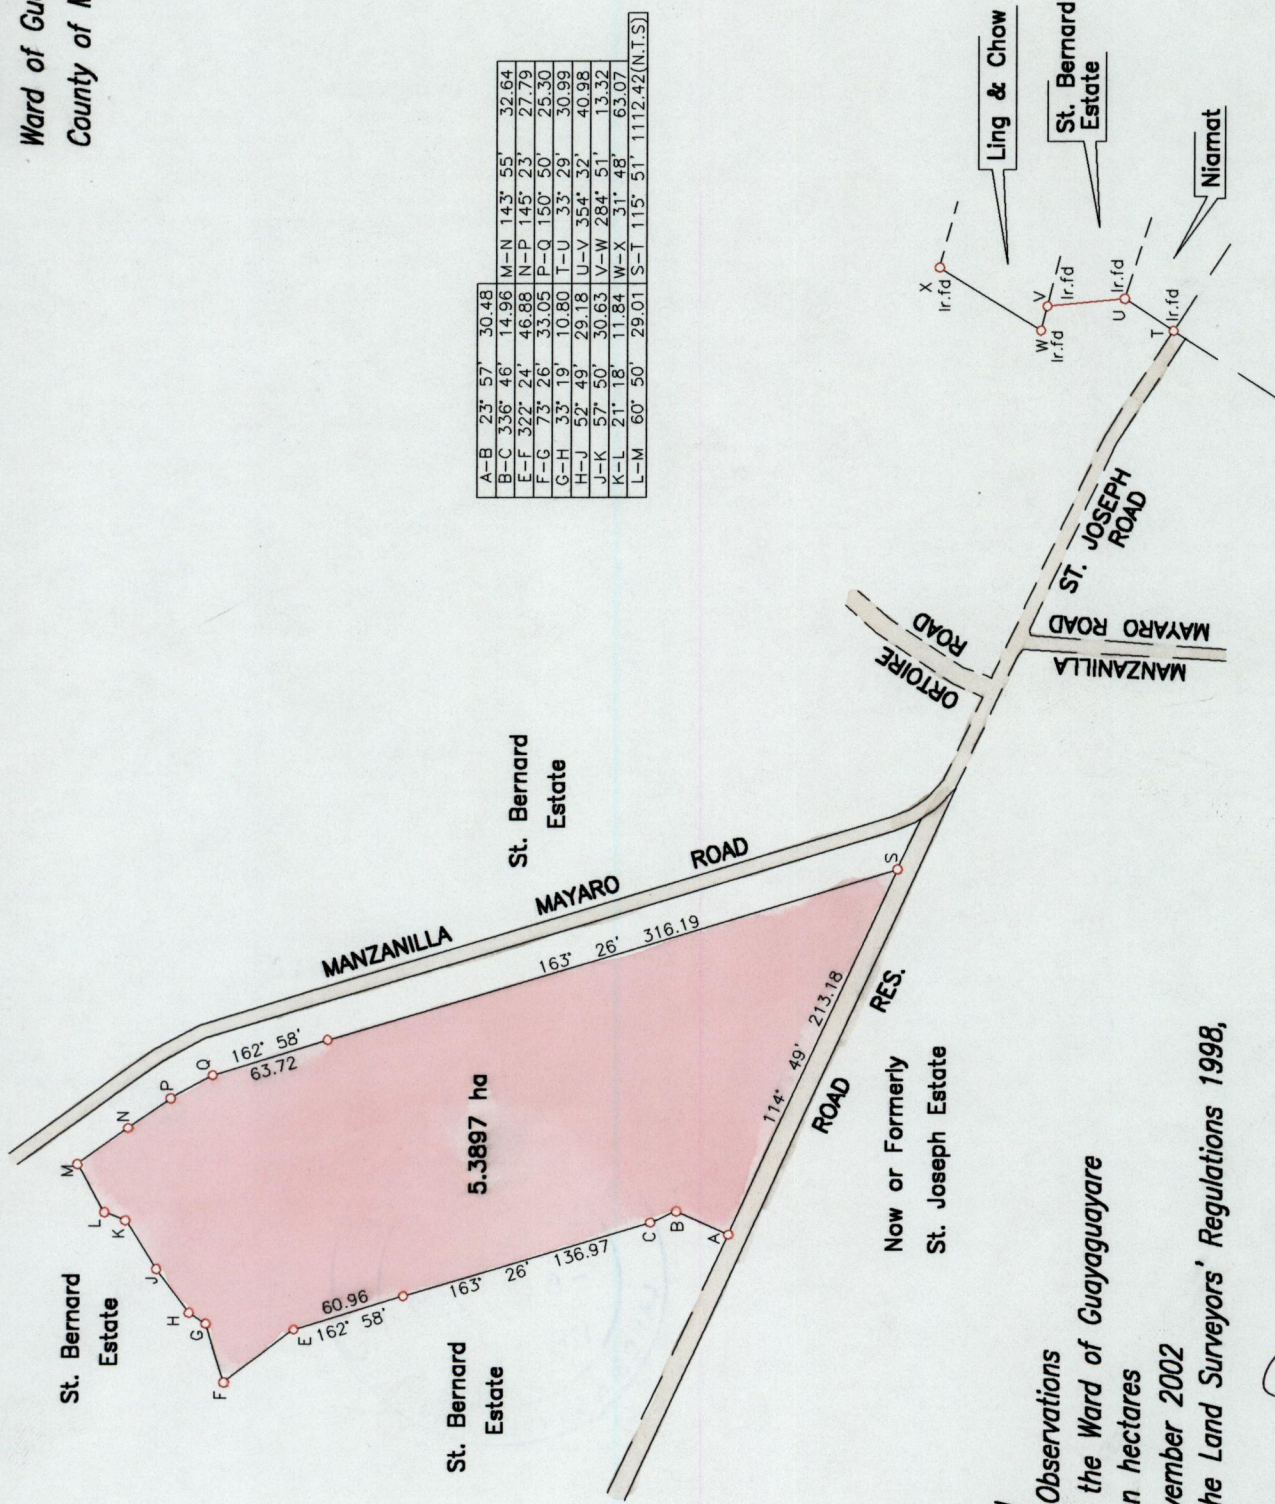 Ward of Gu
County of M
A-B 23° 57' 30.48
B-C 336° 46' 14.96 M-N 143° 55' 32.64
E-F 322° 24' 46.88 N-P 145° 23' 27.79
F-G 73° 26' 33.05 P-Q 150° 50' 25.30
G-H 33° 19' 10.80 T-U 33° 29' 30.99
H-J 52° 49' 29.18 U-V 354° 32' 40.98
J-K 57° 50' 30.63 V-W 284° 51' 13.32
K-L 21° 18' 11.84 W-X 31° 48' 63.07
L-M 60° 50' 29.01 S-T 115° 51' 1112.42(N.T.S)
St. Bernard
Estate
M
N
P
Q
L
K
J
H
G
F
E
162° 58'
63.72
60.96
162° 58'
163° 26' 136.97
163° 26' 316.19
5.3897 ha
C
B
A
S
114° 49' 213.18
MANZANILLA MAYARO ROAD
St. Bernard
Estate
St. Bernard
Estate
ROAD RES.
Now or Formerly
St. Joseph Estate
ORTOIRE
ROAD
MANZANILLA
MAYARO ROAD
ST. JOSEPH
ROAD
X
Ir.fd
W
Ir.fd
V
Ir.fd
U
Ir.fd
T
Ir.fd
Ling & Chow
St. Bernard
Estate
Niamat
Observations
the Ward of Guayaguayare
n hectares
vember 2002
he Land Surveyors' Regulations 1998,